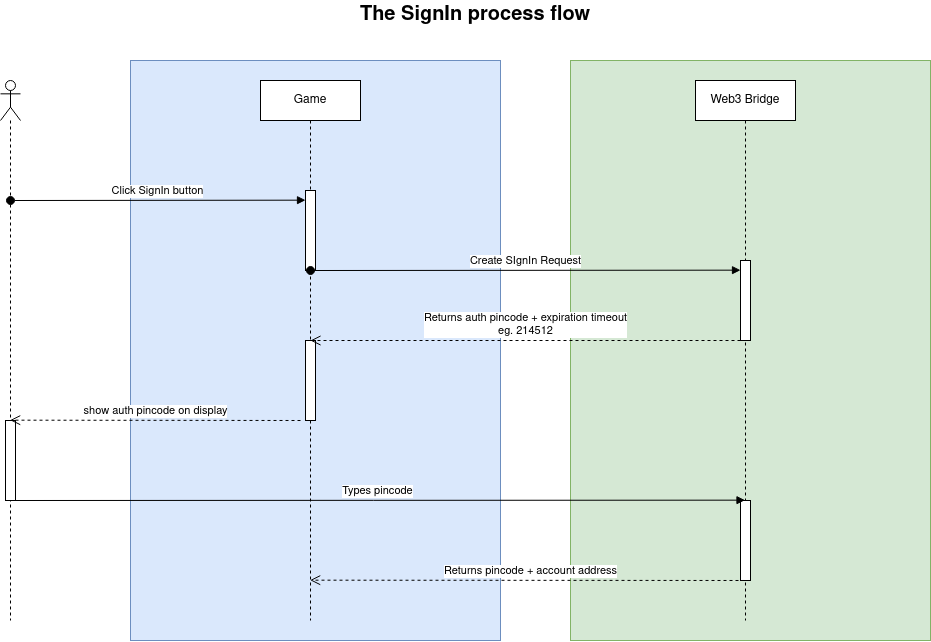 The SignIn process flow
Game
Web3 Bridge
Click SignIn button
Create SIgnIn Request
Returns auth pincode + expiration timeout
eg. 214512
show auth pincode on display
Types pincode
Returns pincode + account address